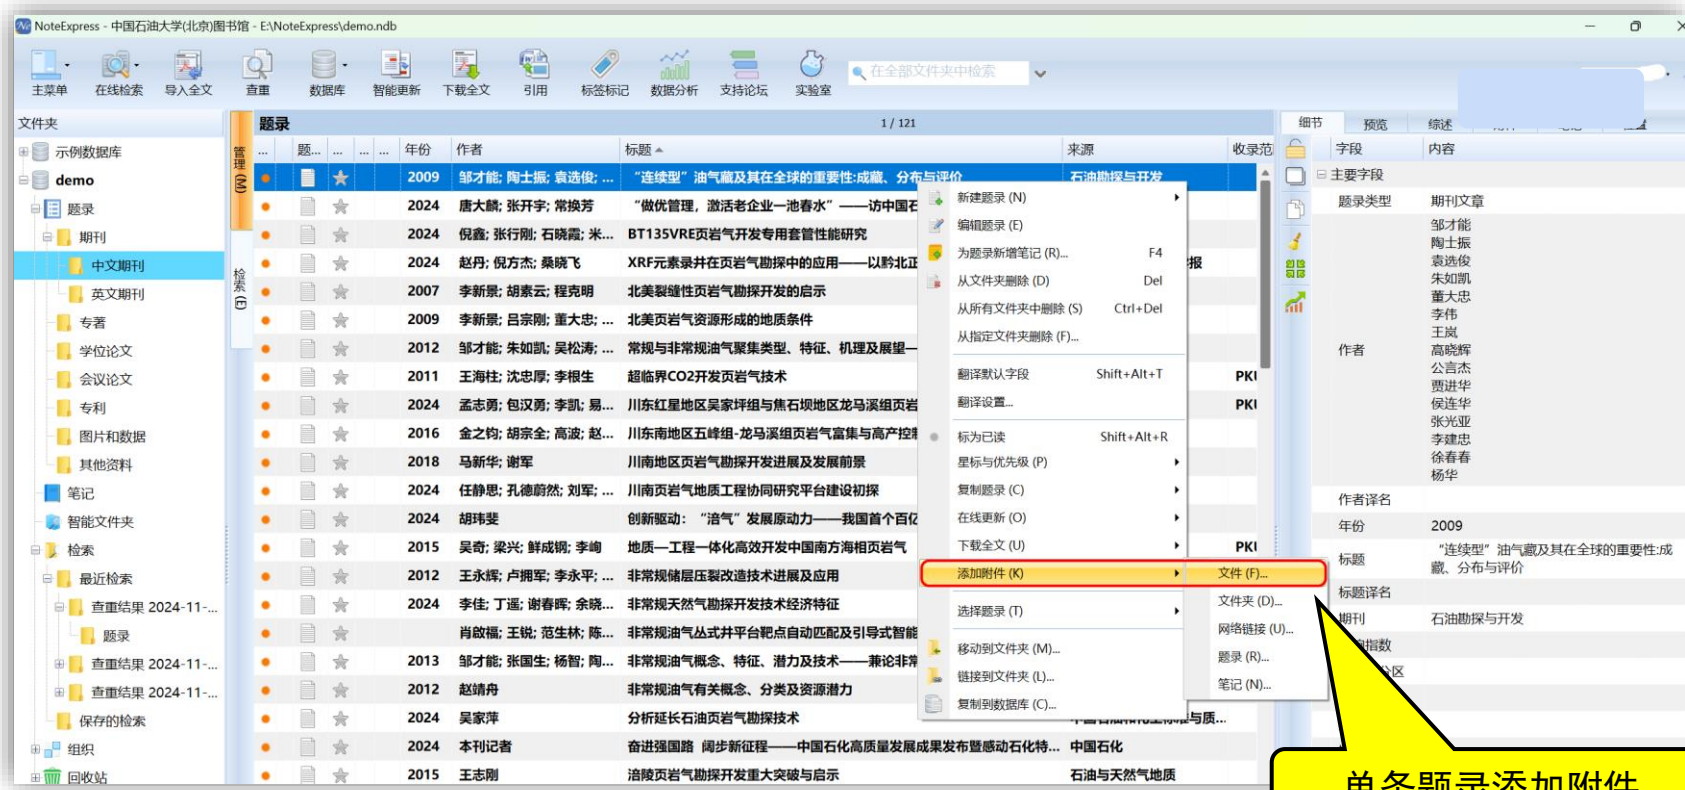 NoteExpress - 中国石油大学(北京)图书馆 - E:\NoteExpress\demo.ndb
主菜单 在线检索 导入全文 查重 数据库 智能更新 下载全文 引用 标签标记 数据分析 支持论坛 实验室 在全部文件夹中检索
文件夹
示例数据库
demo
题录
期刊
中文期刊
英文期刊
专著
学位论文
会议论文
专利
图片和数据
其他资料
笔记
智能文件夹
检索
最近检索
查重结果 2024-11-...
题录
查重结果 2024-11-...
查重结果 2024-11-...
保存的检索
组织
回收站
管理 (M)
检索 (E)
题录 1 / 121
... 题... ... ... ... 年份 作者 标题 来源 收录范
2009 邹才能; 陶士振; 袁选俊; ... “连续型”油气藏及其在全球的重要性:成藏、分布与评价 石油勘探与开发
2024 唐大麟; 张开宇; 常换芳 “做优管理，激活老企业一池春水”——访中国石
2024 倪鑫; 张行刚; 石晓霞; 米... BT135VRE页岩气开发专用套管性能研究
2024 赵丹; 倪方杰; 桑晓飞 XRF元素录井在页岩气勘探中的应用——以黔北正 报
2007 李新景; 胡素云; 程克明 北美裂缝性页岩气勘探开发的启示
2009 李新景; 吕宗刚; 董大忠; ... 北美页岩气资源形成的地质条件
2012 邹才能; 朱如凯; 吴松涛; ... 常规与非常规油气聚集类型、特征、机理及展望—
2011 王海柱; 沈忠厚; 李根生 超临界CO2开发页岩气技术 PKU
2024 孟志勇; 包汉勇; 李凯; 易... 川东红星地区吴家坪组与焦石坝地区龙马溪组页岩 PKU
2016 金之钧; 胡宗全; 高波; 赵... 川东南地区五峰组-龙马溪组页岩气富集与高产控制
2018 马新华; 谢军 川南地区页岩气勘探开发进展及发展前景
2024 任静思; 孔德蔚然; 刘军; ... 川南页岩气地质工程协同研究平台建设初探
2024 胡玮斐 创新驱动：“涪气”发展原动力——我国首个百亿
2015 吴奇; 梁兴; 鲜成钢; 李峋 地质—工程一体化高效开发中国南方海相页岩气 PKU
2012 王永辉; 卢拥军; 李永平; ... 非常规储层压裂改造技术进展及应用
2024 李佳; 丁遥; 谢春晖; 余晓... 非常规天然气勘探开发技术经济特征
肖啟福; 王锐; 范生林; 陈... 非常规油气丛式井平台靶点自动匹配及引导式智能
2013 邹才能; 张国生; 杨智; 陶... 非常规油气概念、特征、潜力及技术——兼论非常
2012 赵靖舟 非常规油气有关概念、分类及资源潜力
2024 吴家萍 分析延长石油页岩气勘探技术 与质...
2024 本刊记者 奋进强国路 阔步新征程——中国石化高质量发展成果发布暨感动石化特... 中国石化
2015 王志刚 涪陵页岩气勘探开发重大突破与启示 石油与天然气地质
新建题录 (N)
编辑题录 (E)
为题录新增笔记 (R)... F4
从文件夹删除 (D) Del
从所有文件夹中删除 (S) Ctrl+Del
从指定文件夹删除 (F)...
翻译默认字段 Shift+Alt+T
翻译设置...
标为已读 Shift+Alt+R
星标与优先级 (P)
复制题录 (C)
在线更新 (O)
下载全文 (U)
添加附件 (K)
选择题录 (T)
移动到文件夹 (M)...
链接到文件夹 (L)...
复制到数据库 (C)...
文件 (F)...
文件夹 (D)...
网络链接 (U)...
题录 (R)...
笔记 (N)...
细节 预览 综述
字段 内容
主要字段
题录类型 期刊文章
作者
邹才能
陶士振
袁选俊
朱如凯
董大忠
李伟
王岚
高晓辉
公言杰
贾进华
侯连华
张光亚
李建忠
徐春春
杨华
作者译名
年份 2009
标题 “连续型”油气藏及其在全球的重要性:成
藏、分布与评价
标题译名
期刊 石油勘探与开发
指数
分区
单条题录添加附件